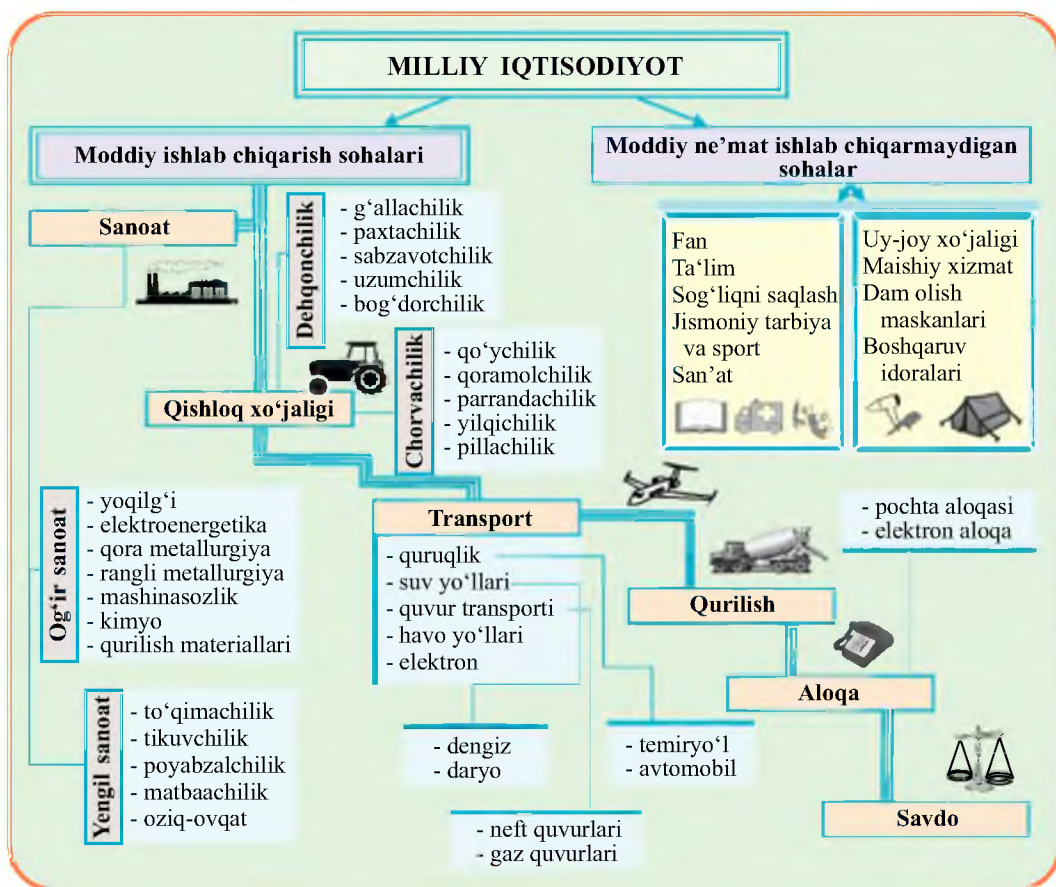 MILLIY IQTISODIYOT
Moddiy ishlab chiqarish sohalari
Moddiy ne’mat ishlab chiqarmaydigan
sohalar
Sanoat
Dehqonchilik
- g‘allachilik
- paxtachilik
- sabzavotchilik
- uzumchilik
- bog‘dorchilik
Fan
Ta‘lim
Sog‘liqni saqlash
Jismoniy tarbiya
va sport
San’at
Uy-joy xo‘jaligi
Maishiy xizmat
Dam olish
maskanlari
Boshqaruv
idoralari
Qishloq xo‘jaligi
Chorvachilik
- qo‘ychilik
- qoramolchilik
- parrandachilik
- yilqichilik
- pillachilik
Og‘ir sanoat
- yoqilg‘i
- elektroenergetika
- qora metallurgiya
- rangli metallurgiya
- mashinasozlik
- kimyo
- qurilish materiallari
Transport
- quruqlik
- suv yo‘llari
- quvur transporti
- havo yo‘llari
- elektron
- pochta aloqasi
- elektron aloqa
Qurilish
Aloqa
Yengil sanoat
- to‘qimachilik
- tikuvchilik
- poyabzalchilik
- matbaachilik
- oziq-ovqat
- dengiz
- daryo
- temiryo‘l
- avtomobil
Savdo
- neft quvurlari
- gaz quvurlari